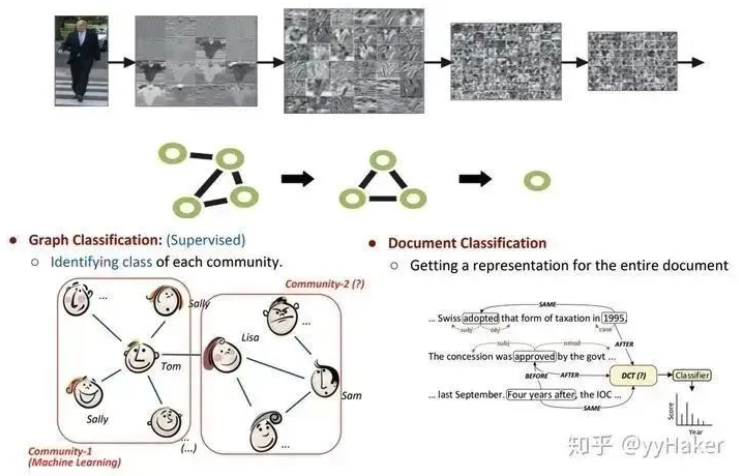 ● Graph Classification: (Supervised)
○ Identifying class of each community.
● Document Classification
○ Getting a representation for the entire document
Community-2 (?)
...
Sally
...
Lisa
Tom
Sam
Sally
...
(...)
...
Community-1
(Machine Learning)
SAME
... Swiss adopted that form of taxation in 1995,
subj obj case
AFTER
subj nmod
The concession was approved by the govt ...
BEFORE AFTER
DCT (?)
Classifier
... last September. Four years after, the IOC ...
SAME
Score
Year
知乎 @yyHaker